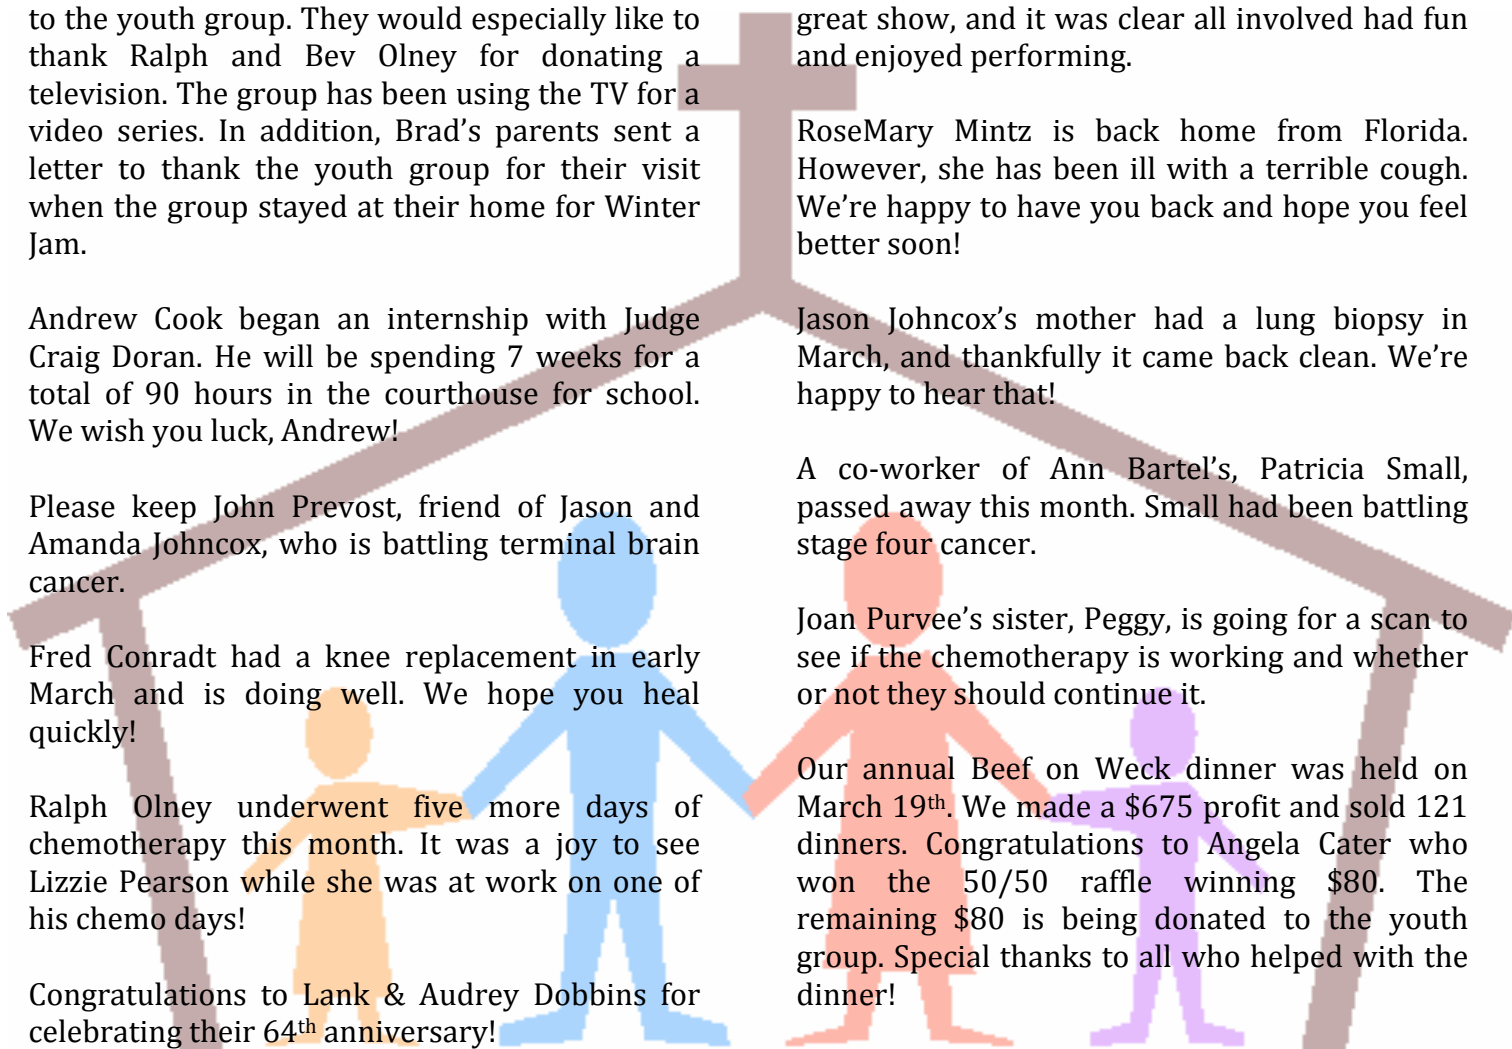 to the youth group. They would especially like to
thank Ralph and Bev Olney for donating a
television. The group has been using the TV for a
video series. In addition, Brad’s parents sent a
letter to thank the youth group for their visit
when the group stayed at their home for Winter
Jam.
Andrew Cook began an internship with Judge
Craig Doran. He will be spending 7 weeks for a
total of 90 hours in the courthouse for school.
We wish you luck, Andrew!
Please keep John Prevost, friend of Jason and
Amanda Johncox, who is battling terminal brain
cancer.
Fred Conradt had a knee replacement in early
March and is doing well. We hope you heal
quickly!
Ralph Olney underwent five more days of
chemotherapy this month. It was a joy to see
Lizzie Pearson while she was at work on one of
his chemo days!
Congratulations to Lank & Audrey Dobbins for
celebrating their 64th anniversary!
great show, and it was clear all involved had fun
and enjoyed performing.
RoseMary Mintz is back home from Florida.
However, she has been ill with a terrible cough.
We’re happy to have you back and hope you feel
better soon!
Jason Johncox’s mother had a lung biopsy in
March, and thankfully it came back clean. We’re
happy to hear that!
A co-worker of Ann Bartel’s, Patricia Small,
passed away this month. Small had been battling
stage four cancer.
Joan Purvee’s sister, Peggy, is going for a scan to
see if the chemotherapy is working and whether
or not they should continue it.
Our annual Beef on Weck dinner was held on
March 19th. We made a $675 profit and sold 121
dinners. Congratulations to Angela Cater who
won the 50/50 raffle winning $80. The
remaining $80 is being donated to the youth
group. Special thanks to all who helped with the
dinner!